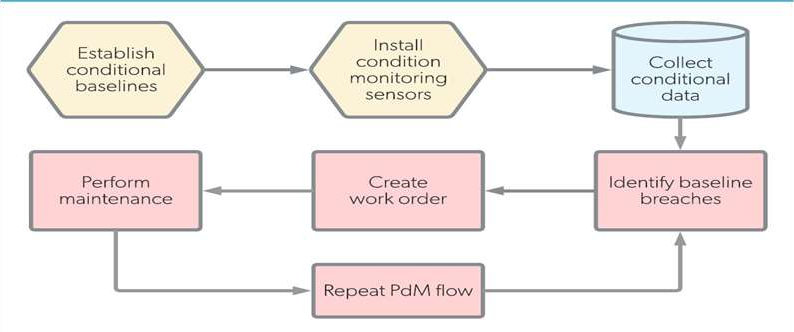 Establish
conditional
baselines
Install
condition
monitoring
sensors
Collect
conditional
data
Identify baseline
breaches
Create
work order
Perform
maintenance
Repeat PdM flow